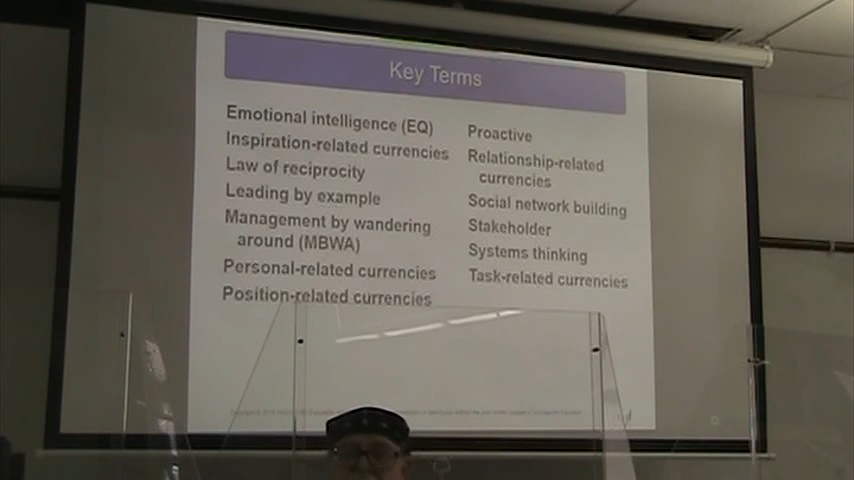 Key Terms
Emotional intelligence (EQ)
Inspiration-related currencies
Law of reciprocity
Leading by example
Management by wandering
around (MBWA)
Personal-related currencies
Position-related currencies
Proactive
Relationship-related
currencies
Social network building
Stakeholder
Systems thinking
Task-related currencies